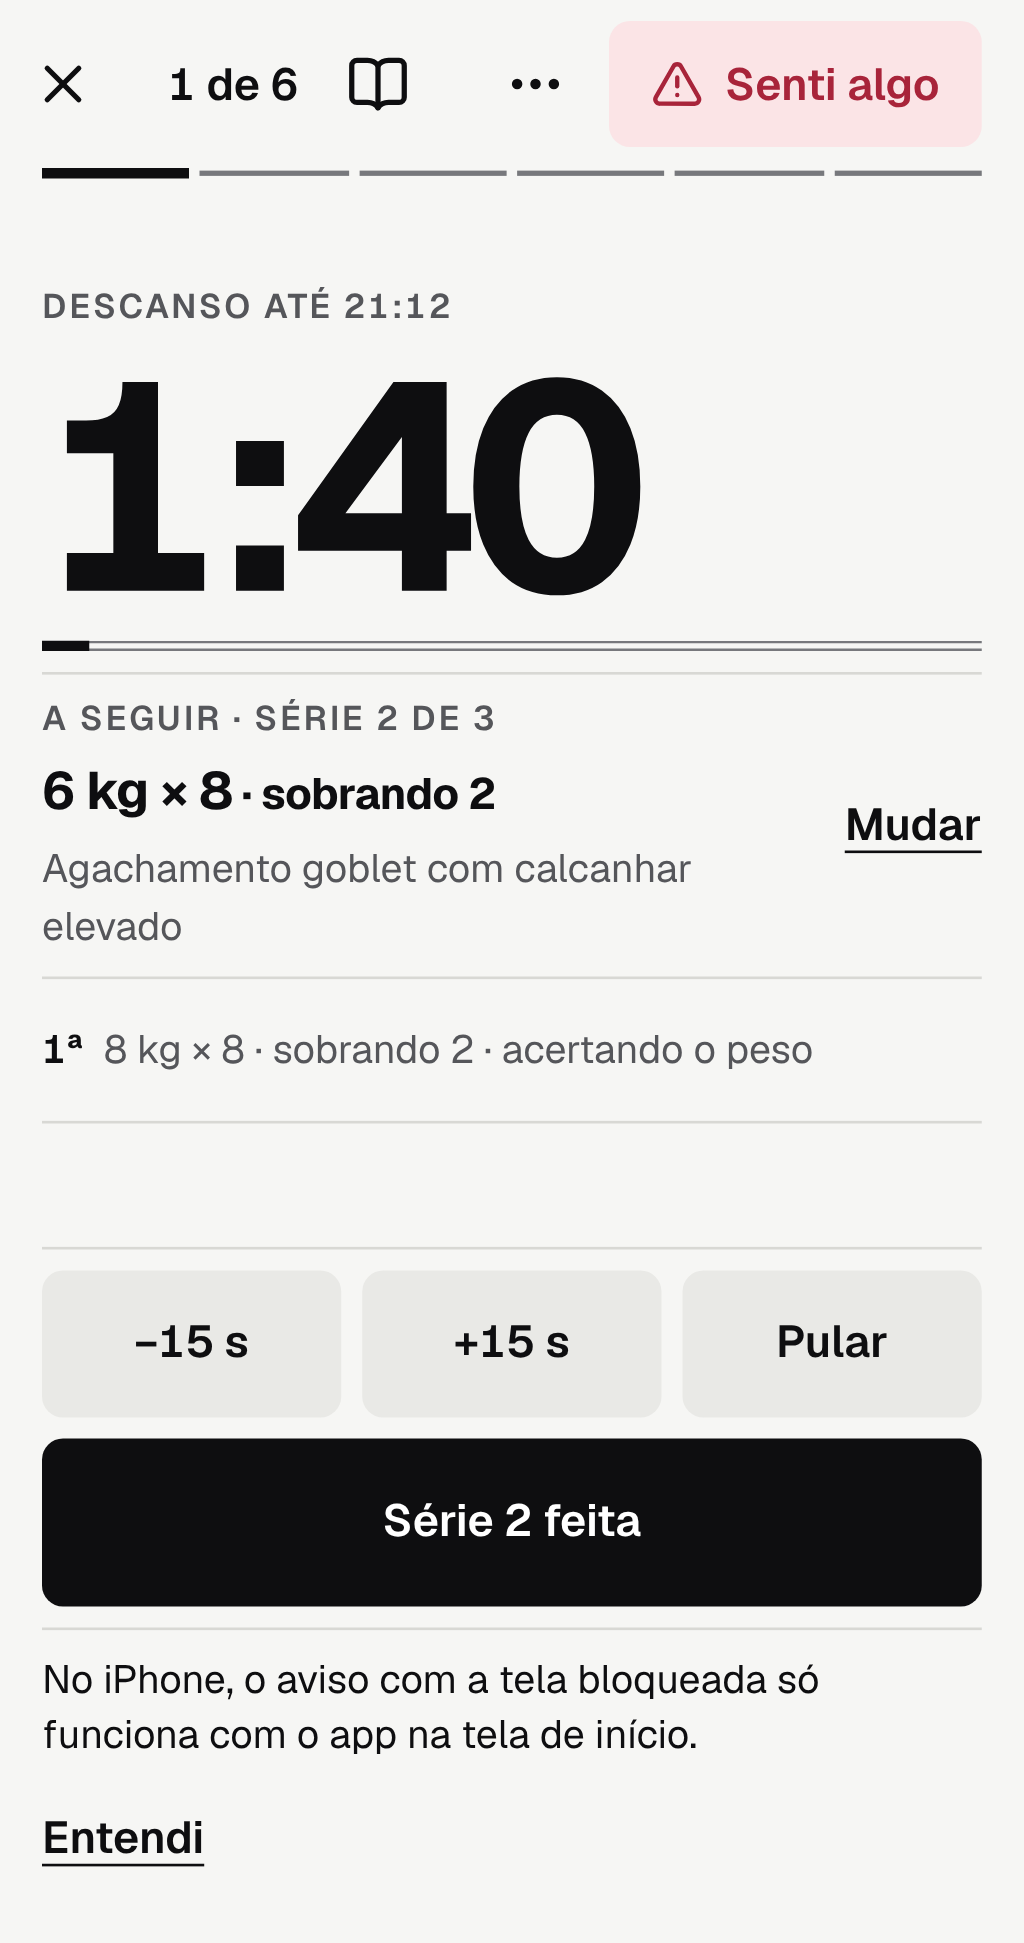 1 de 6
Senti algo
DESCANSO ATÉ 21:12
1:40
A SEGUIR · SÉRIE 2 DE 3
6 kg × 8 · sobrando 2
Mudar
Agachamento goblet com calcanhar
elevado
1ª 8 kg × 8 · sobrando 2 · acertando o peso
−15 s
+15 s
Pular
Série 2 feita
No iPhone, o aviso com a tela bloqueada só
funciona com o app na tela de início.
Entendi